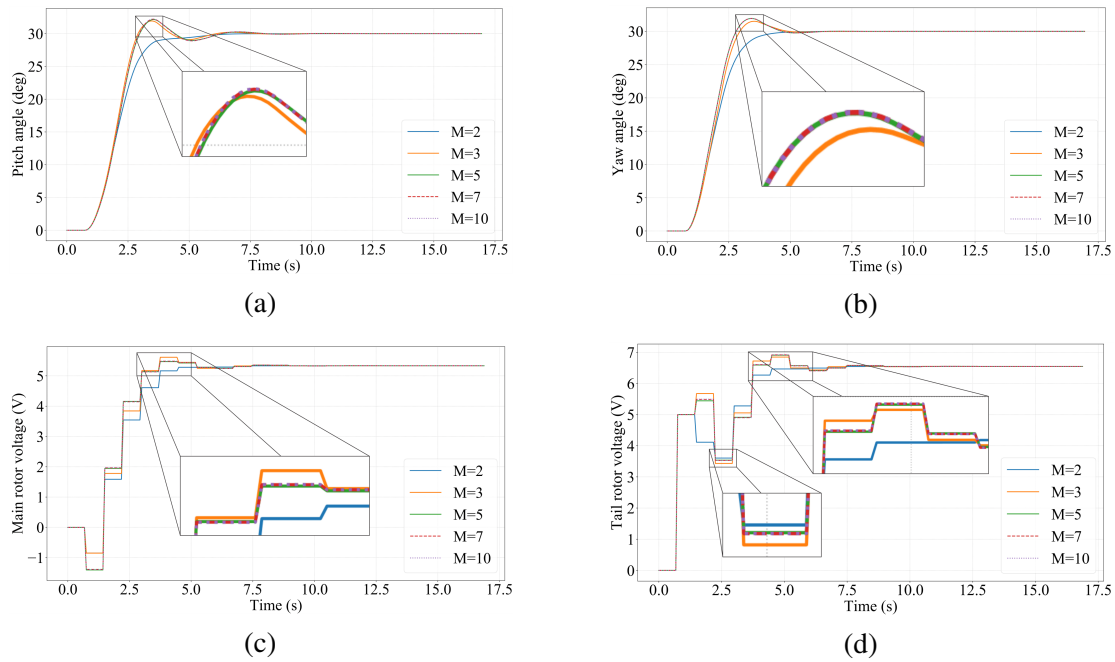 Pitch angle (deg)
30
25
20
15
10
5
0
0.0 2.5 5.0 7.5 10.0 12.5 15.0 17.5
Time (s)
M=2
M=3
M=5
M=7
M=10
(a)
Yaw angle (deg)
30
25
20
15
10
5
0
0.0 2.5 5.0 7.5 10.0 12.5 15.0 17.5
Time (s)
M=2
M=3
M=5
M=7
M=10
(b)
Main rotor voltage (V)
5
4
3
2
1
0
−1
0.0 2.5 5.0 7.5 10.0 12.5 15.0 17.5
Time (s)
M=2
M=3
M=5
M=7
M=10
(c)
Tail rotor voltage (V)
7
6
5
4
3
2
1
0
0.0 2.5 5.0 7.5 10.0 12.5 15.0 17.5
Time (s)
M=2
M=3
M=5
M=7
M=10
(d)